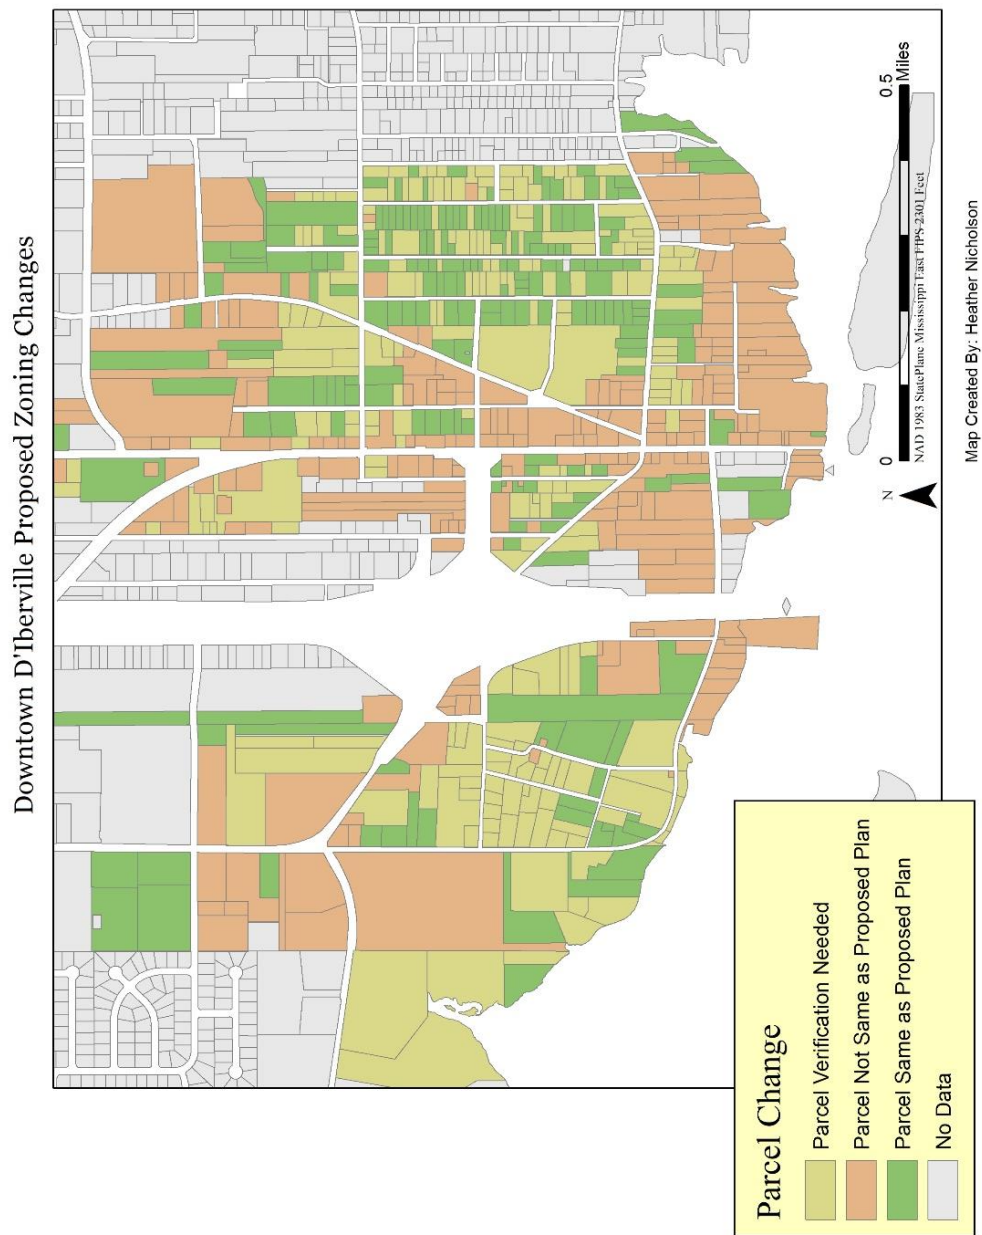 Downtown D'Iberville Proposed Zoning Changes
Parcel Change
Parcel Verification Needed
Parcel Not Same as Proposed Plan
Parcel Same as Proposed Plan
No Data
N
0
0.5
Miles
NAD 1983 StatePlane Mississippi East FIPS 2301 Feet
Map Created By: Heather Nicholson